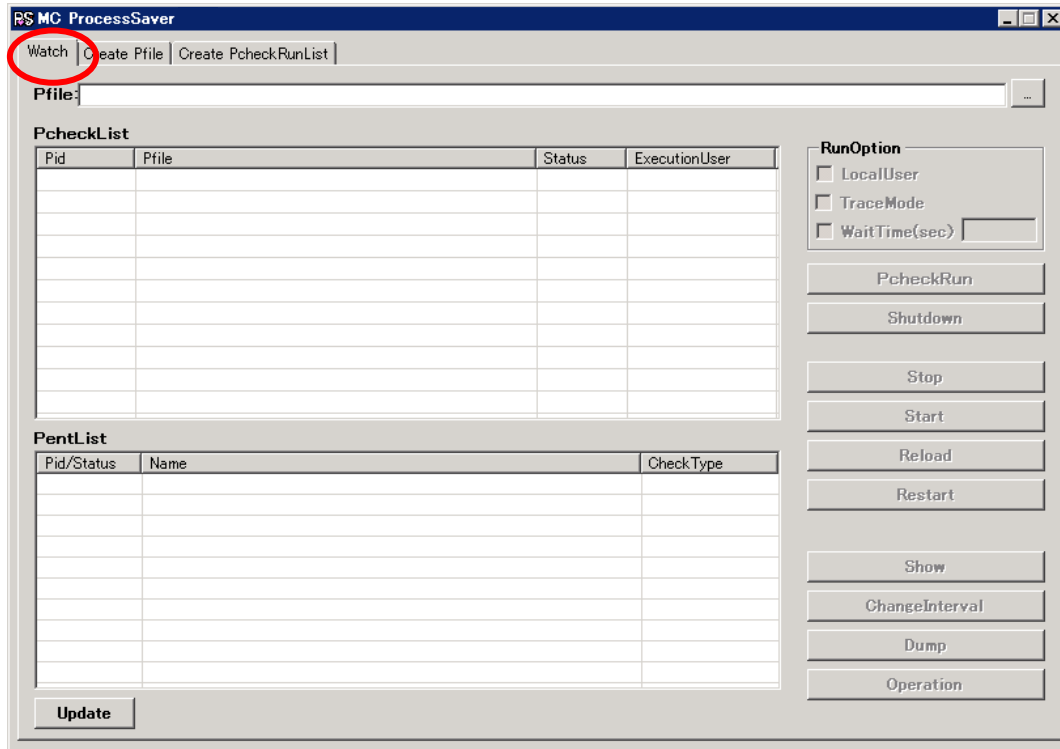 PS MC ProcessSaver
Watch Create Pfile Create PcheckRunList
Pfile: ...
PcheckList
Pid Pfile Status ExecutionUser
RunOption
LocalUser
TraceMode
WaitTime(sec)
PcheckRun
Shutdown
Stop
Start
PentList
Pid/Status Name CheckType
Reload
Restart
Show
ChangeInterval
Dump
Operation
Update